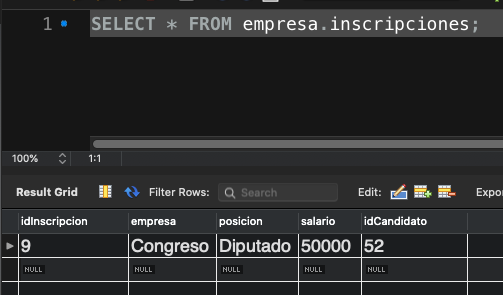 1 SELECT * FROM empresa.inscripciones;
100% 1:1
Result Grid Filter Rows: Search Edit: Expor
idInscripcion empresa posicion salario idCandidato
9 Congreso Diputado 50000 52
NULL NULL NULL NULL NULL